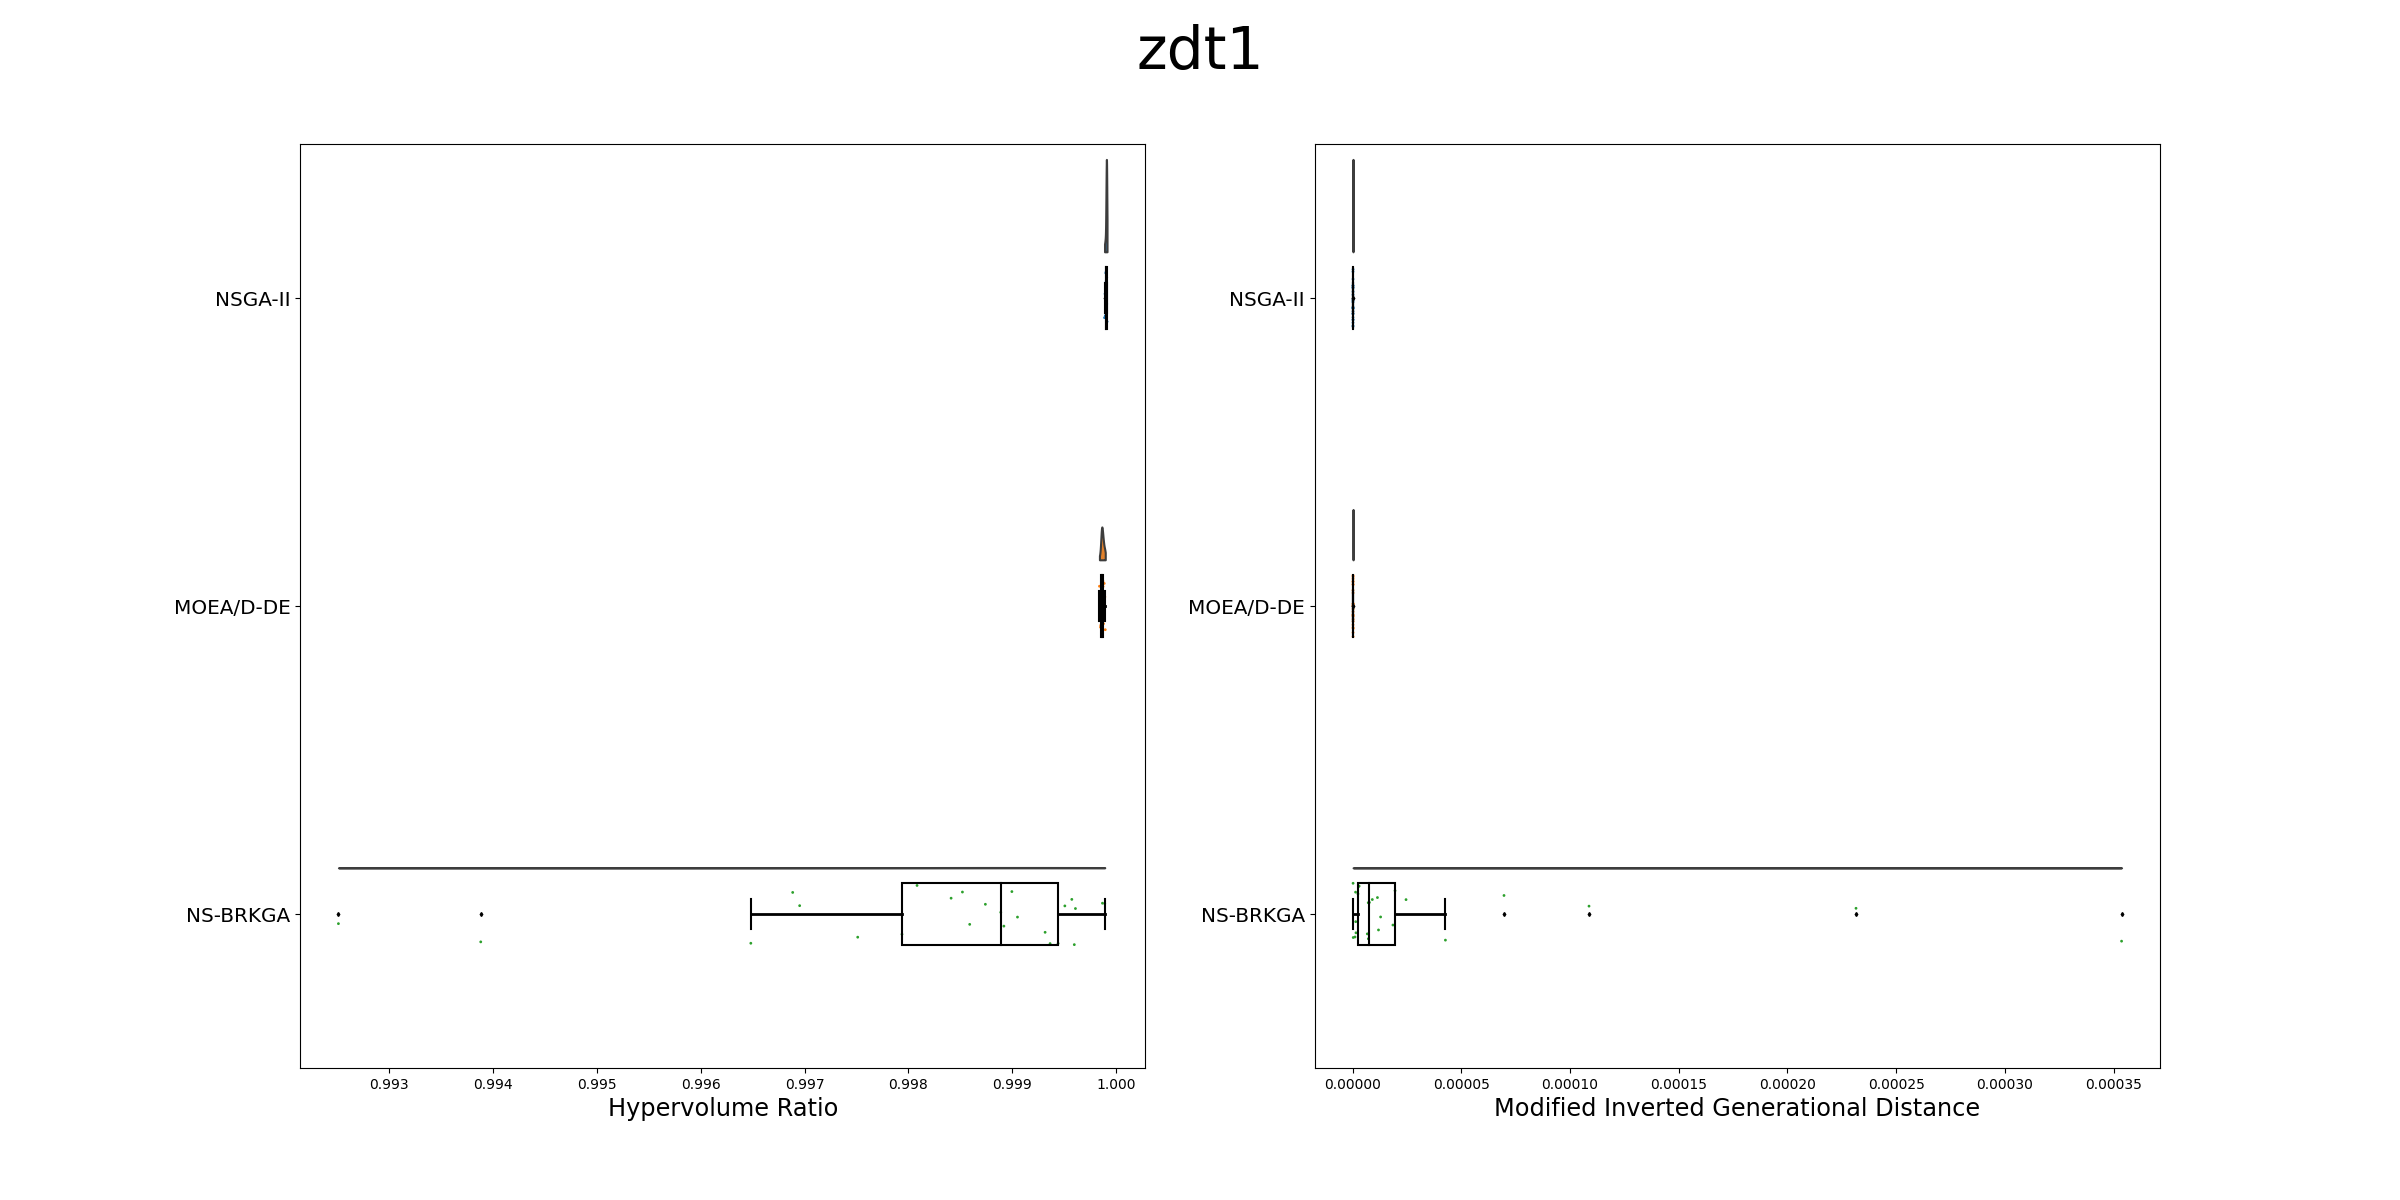 zdt1
NSGA-II
MOEA/D-DE
NS-BRKGA
0.993 0.994 0.995 0.996 0.997 0.998 0.999 1.000
Hypervolume Ratio
NSGA-II
MOEA/D-DE
NS-BRKGA
0.00000 0.00005 0.00010 0.00015 0.00020 0.00025 0.00030 0.00035
Modified Inverted Generational Distance